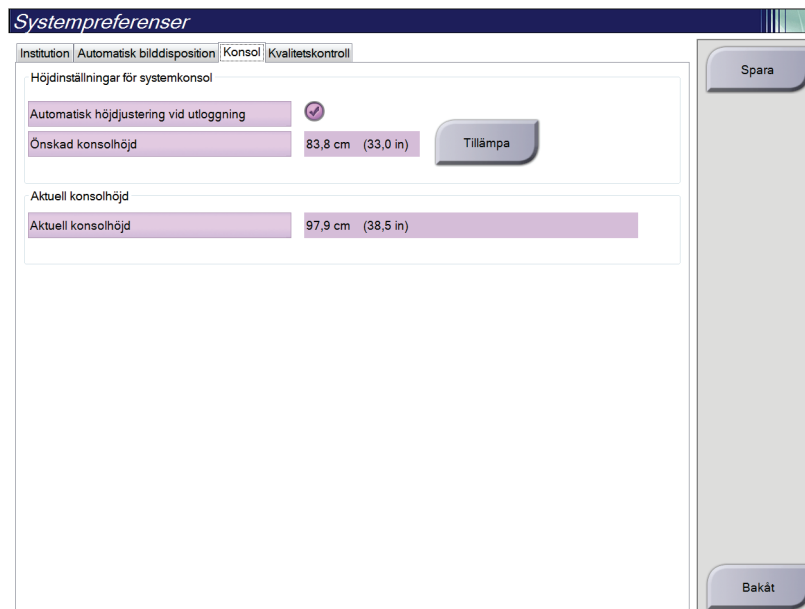 Systempreferenser
Institution Automatisk bilddisposition Konsol Kvalitetskontroll
Höjdinställningar för systemkonsol
Automatisk höjdjustering vid utloggning
Önskad konsolhöjd 83,8 cm (33,0 in) Tillämpa
Aktuell konsolhöjd
Aktuell konsolhöjd 97,9 cm (38,5 in)
Spara
Bakåt